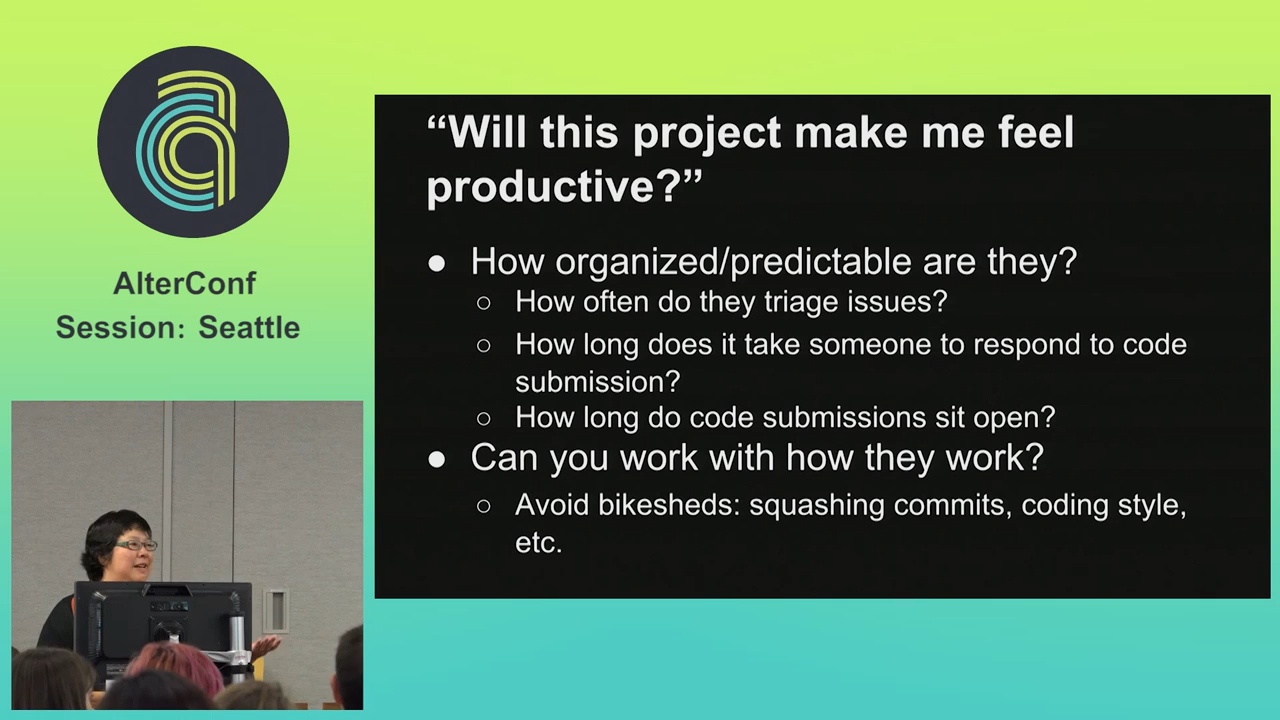 AlterConf
Session: Seattle
“Will this project make me feel
productive?”
● How organized/predictable are they?
○ How often do they triage issues?
○ How long does it take someone to respond to code
submission?
○ How long do code submissions sit open?
● Can you work with how they work?
○ Avoid bikesheds: squashing commits, coding style,
etc.